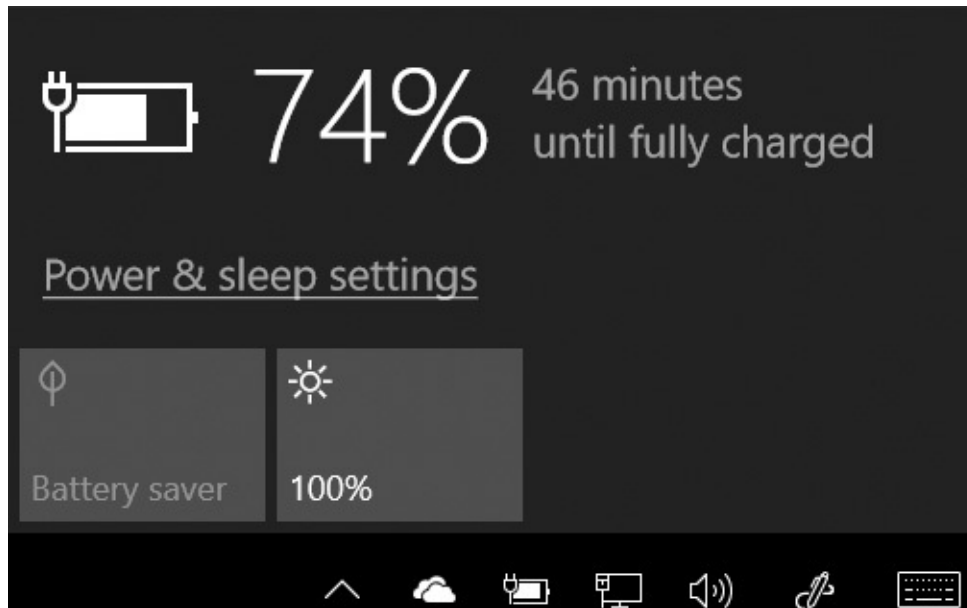 74%
46 minutes
until fully charged
Power & sleep settings
Battery saver
100%